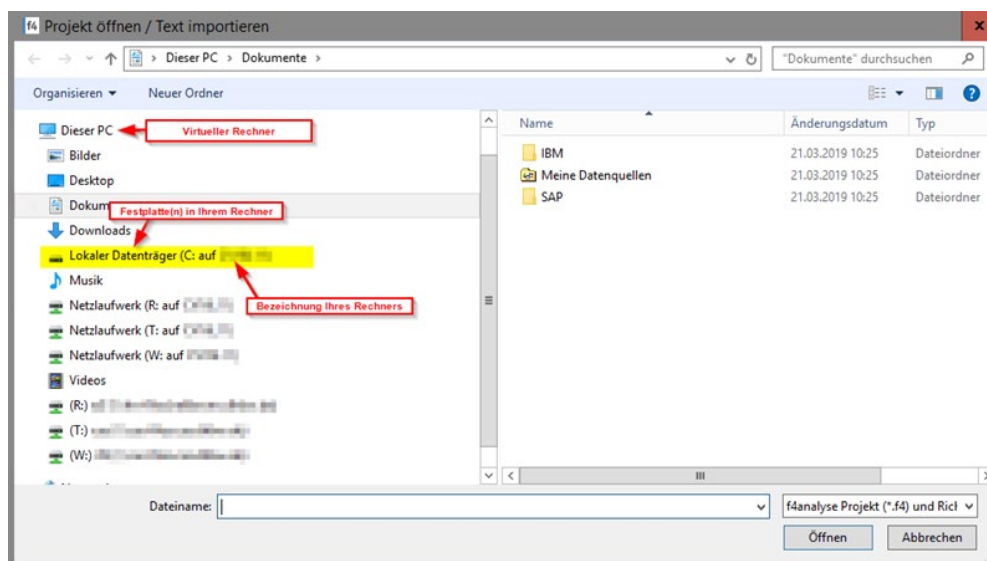 f4 Projekt öffnen / Text importieren
x
Dieser PC > Dokumente >
"Dokumente" durchsuchen
Organisieren
Neuer Ordner
?
Dieser PC
Virtueller Rechner
Name
Änderungsdatum
Typ
Bilder
IBM
21.03.2019 10:25
Dateiordner
Desktop
Meine Datenquellen
21.03.2019 10:25
Dateiordner
Dokum
SAP
21.03.2019 10:25
Dateiordner
Festplatte(n) in Ihrem Rechner
Downloads
Lokaler Datenträger (C: auf
Musik
Netzlaufwerk (R: auf
Bezeichnung Ihres Rechners
Netzlaufwerk (T: auf
Netzlaufwerk (W: auf
Videos
(R:)
(T:)
(W:)
Dateiname:
f4analyse Projekt (*.f4) und Ricl
Öffnen
Abbrechen